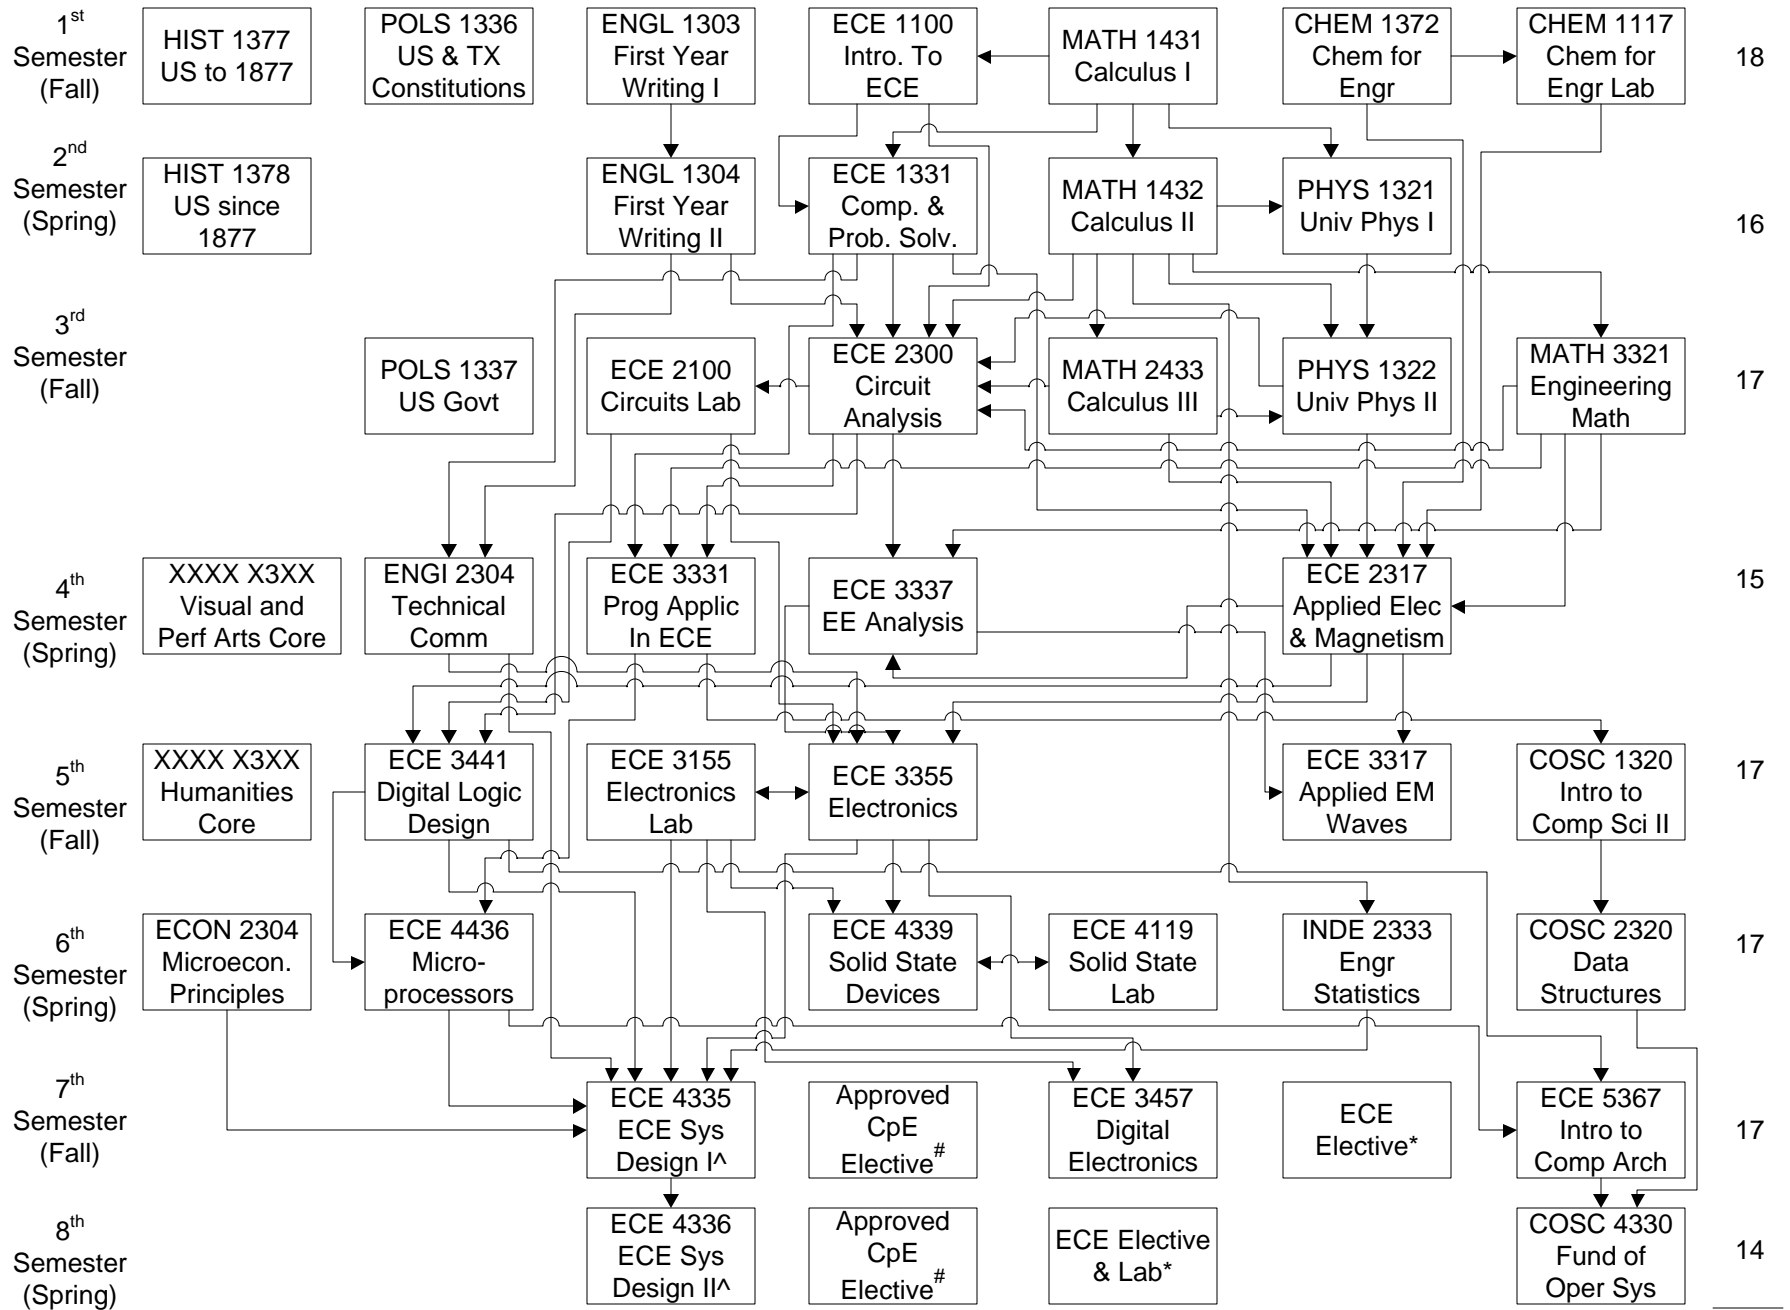 1st
Semester
(Fall)
HIST 1377
US to 1877
POLS 1336
US & TX
Constitutions
ENGL 1303
First Year
Writing I
ECE 1100
Intro. To
ECE
MATH 1431
Calculus I
CHEM 1372
Chem for
Engr
CHEM 1117
Chem for
Engr Lab
18
2nd
Semester
(Spring)
HIST 1378
US since
1877
ENGL 1304
First Year
Writing II
ECE 1331
Comp. &
Prob. Solv.
MATH 1432
Calculus II
PHYS 1321
Univ Phys I
16
3rd
Semester
(Fall)
POLS 1337
US Govt
ECE 2100
Circuits Lab
ECE 2300
Circuit
Analysis
MATH 2433
Calculus III
PHYS 1322
Univ Phys II
MATH 3321
Engineering
Math
17
4th
Semester
(Spring)
XXXX X3XX
Visual and
Perf Arts Core
ENGI 2304
Technical
Comm
ECE 3331
Prog Applic
In ECE
ECE 3337
EE Analysis
ECE 2317
Applied Elec
& Magnetism
15
5th
Semester
(Fall)
XXXX X3XX
Humanities
Core
ECE 3441
Digital Logic
Design
ECE 3155
Electronics
Lab
ECE 3355
Electronics
ECE 3317
Applied EM
Waves
COSC 1320
Intro to
Comp Sci II
17
6th
Semester
(Spring)
ECON 2304
Microecon.
Principles
ECE 4436
Micro-
processors
ECE 4339
Solid State
Devices
ECE 4119
Solid State
Lab
INDE 2333
Engr
Statistics
COSC 2320
Data
Structures
17
7th
Semester
(Fall)
ECE 4335
ECE Sys
Design I^
Approved
CpE
Elective#
ECE 3457
Digital
Electronics
ECE
Elective*
ECE 5367
Intro to
Comp Arch
17
8th
Semester
(Spring)
ECE 4336
ECE Sys
Design II^
Approved
CpE
Elective#
ECE Elective
& Lab*
COSC 4330
Fund of
Oper Sys
14